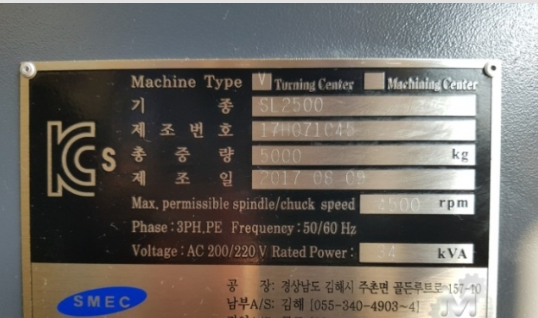 Machine Type V Turning Center Machining Center
기 종 SL2500
제 조 번 호
총 중 량 5000 kg
제 조 일 2017 08 09
Max, permissible spindle/chuck speed 4500 rpm
Phase : 3PH.PE Frequency : 50/60 Hz
Voltage : AC 200/220 V Rated Power : 34 kVA
KCs
공 장: 경상남도 김해시 주촌면 골든루트로 157-10
SMEC
남부A/S: 김해 [055-340-4903~4]